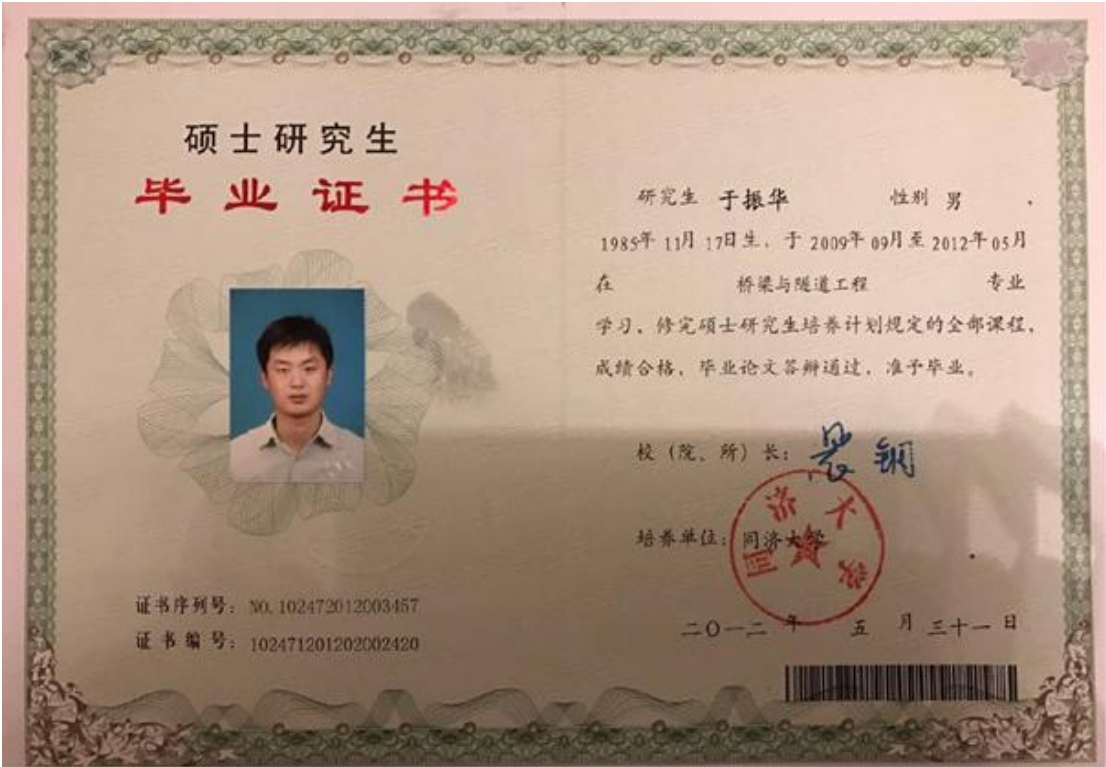 硕士研究生
毕业证书
证书序列号：NO.102472012003457
证书编号：102471201202002420
研究生 于振华 性别 男 ，
1985年 11月 17日生，于 2009年 09月至 2012年 05月
在 桥梁与隧道工程 专业
学习，修完硕士研究生培养计划规定的全部课程，
成绩合格，毕业论文答辩通过，准予毕业。
校（院、所）长：
培养单位：同济大学
同济大学
二〇一二 年 五 月 三十一 日